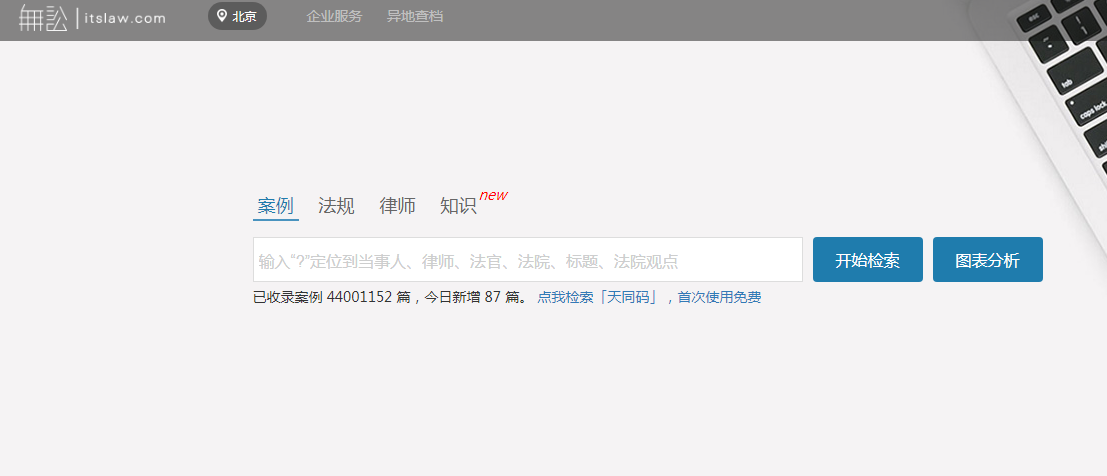 無訟 | itslaw.com 北京 企业服务 异地查档
tab
caps lock
案例 法规 律师 知识 new
输入“?”定位到当事人、律师、法官、法院、标题、法院观点 开始检索 图表分析
已收录案例 44001152 篇，今日新增 87 篇。 点我检索「天同码」，首次使用免费